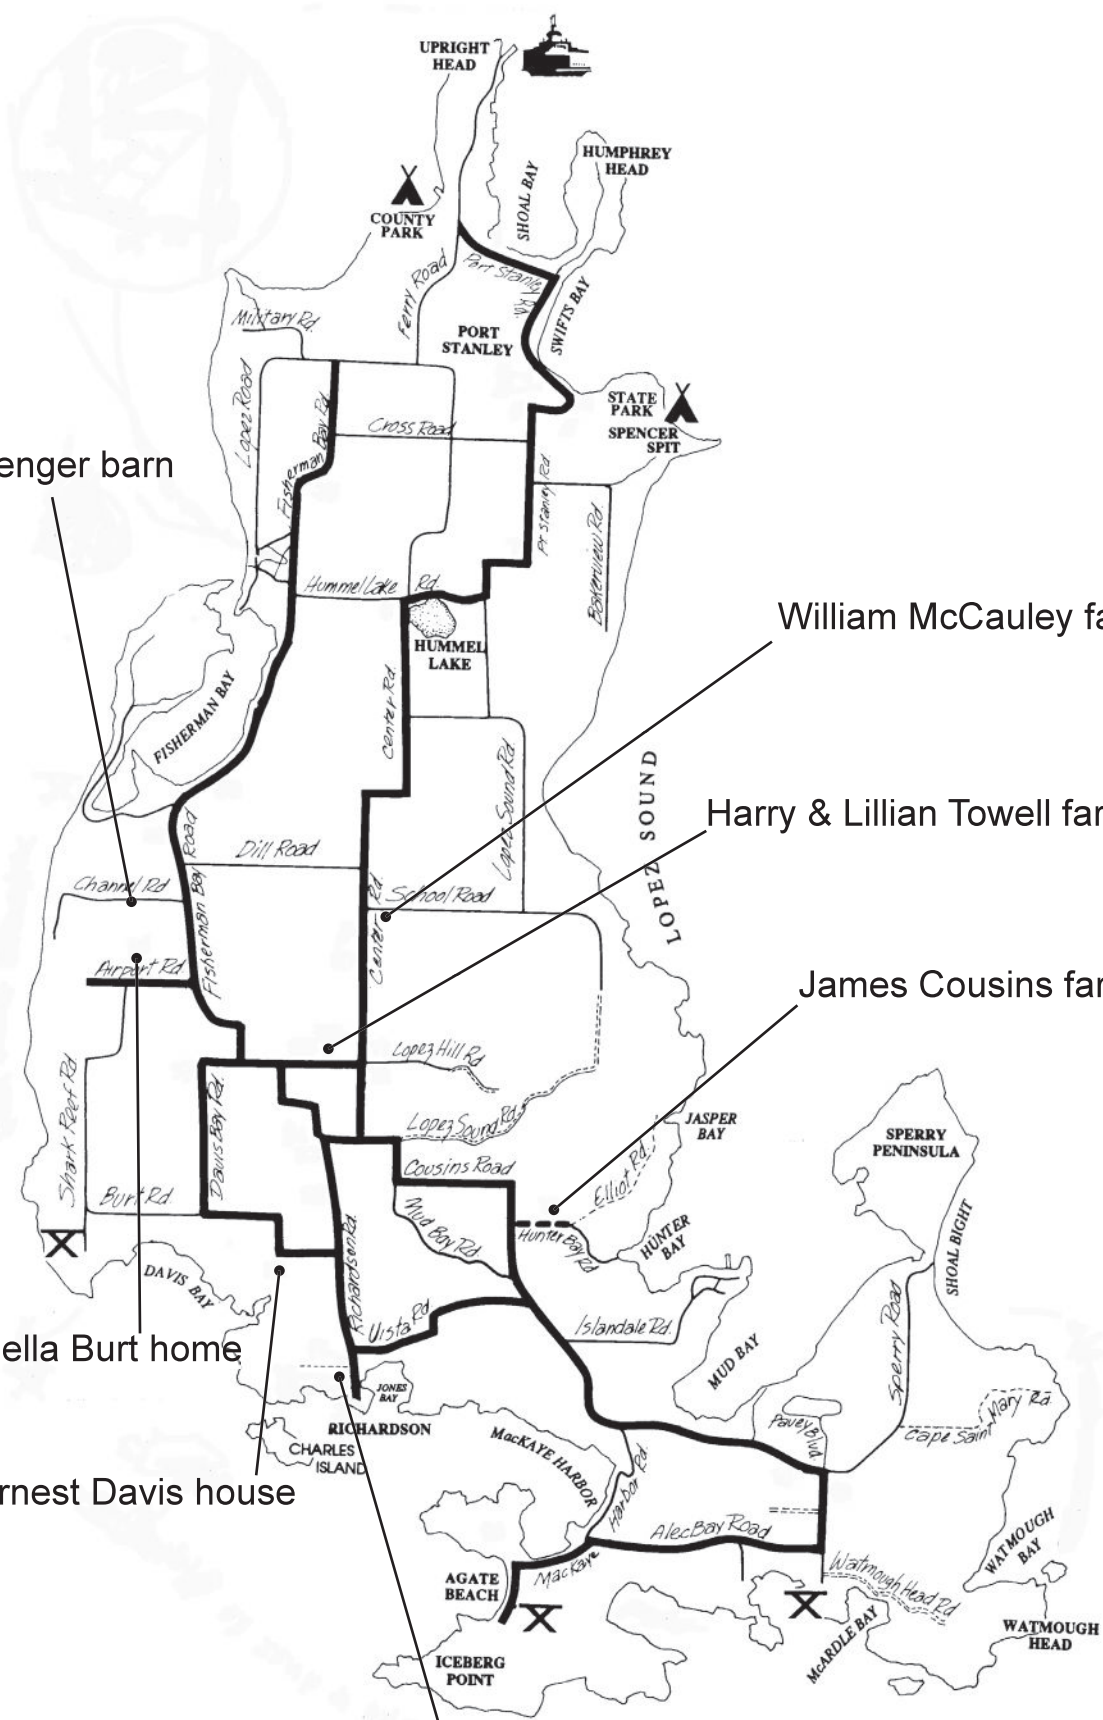 UPRIGHT
HEAD
HUMPHREY
HEAD
SHOAL BAY
COUNTY
PARK
Ferry Road
Port Stanley
Rd.
SWIFTS BAY
Military Rd.
PORT
STANLEY
Lopez Road
STATE
PARK
SPENCER
SPIT
Fisherman Bay Rd.
Cross Road
enger barn
Pt Stanley Rd.
Bakerview Rd.
Hummel Lake Rd.
HUMMEL
LAKE
William McCauley fa
FISHERMAN BAY
Center Rd.
Lopez Sound Rd
LOPEZ SOUND
Harry & Lillian Towell far
Dill Road
Fisherman Bay Road
Channel Rd
School Road
Center Rd.
Airport Rd.
James Cousins far
Lopez Hill Rd
Shark Reef Rd
Davis Bay Rd.
Lopez Sound Rd.
JASPER
BAY
SPERRY
PENINSULA
Cousins Road
Elliot Rd.
Burt Rd.
Mud Bay Rd.
Hunter Bay Rd
HUNTER
BAY
SHOAL BIGHT
DAVIS BAY
Richardson Rd.
Vista Rd
Islandale Rd.
Sperry Road
ella Burt home
MUD BAY
JONES
BAY
RICHARDSON
CHARLES
ISLAND
MacKAYE HARBOR
Pavey Blvd.
Cape Saint Mary Rd.
rnest Davis house
Harbor Rd.
Alec Bay Road
WATMOUGH
BAY
MacKaye
AGATE
BEACH
Watmough Head Rd
McARDLE BAY
WATMOUGH
HEAD
ICEBERG
POINT